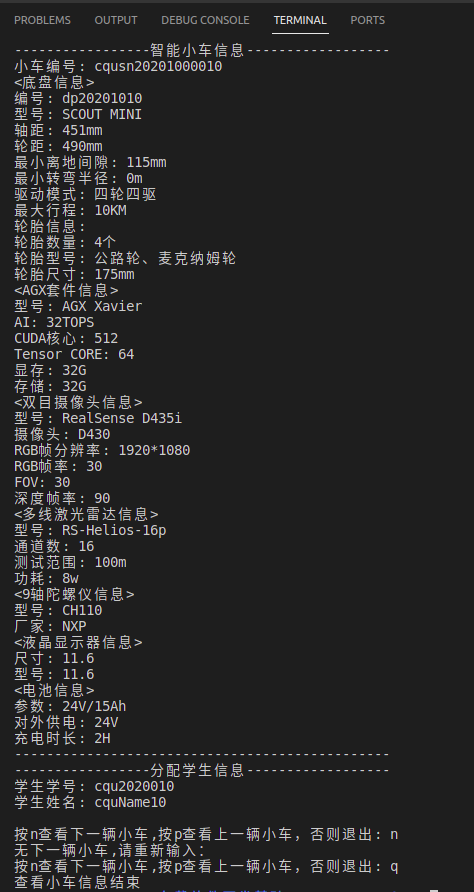 PROBLEMS OUTPUT DEBUG CONSOLE TERMINAL PORTS
-----------------智能小车信息------------------
小车编号: cqusn20201000010
<底盘信息>
编号: dp20201010
型号: SCOUT MINI
轴距: 451mm
轮距: 490mm
最小离地间隙: 115mm
最小转弯半径: 0m
驱动模式: 四轮四驱
最大行程: 10KM
轮胎信息:
轮胎数量: 4个
轮胎型号: 公路轮、麦克纳姆轮
轮胎尺寸: 175mm
<AGX套件信息>
型号: AGX Xavier
AI: 32TOPS
CUDA核心: 512
Tensor CORE: 64
显存: 32G
存储: 32G
<双目摄像头信息>
型号: RealSense D435i
摄像头: D430
RGB帧分辨率: 1920*1080
RGB帧率: 30
FOV: 30
深度帧率: 90
<多线激光雷达信息>
型号: RS-Helios-16p
通道数: 16
测试范围: 100m
功耗: 8w
<9轴陀螺仪信息>
型号: CH110
厂家: NXP
<液晶显示器信息>
尺寸: 11.6
型号: 11.6
<电池信息>
参数: 24V/15Ah
对外供电: 24V
充电时长: 2H
-----------------------------------------------
-----------------分配学生信息------------------
学生学号: cqu2020010
学生姓名: cquName10
按n查看下一辆小车,按p查看上一辆小车，否则退出: n
无下一辆小车,请重新输入:
按n查看下一辆小车,按p查看上一辆小车，否则退出: q
查看小车信息结束